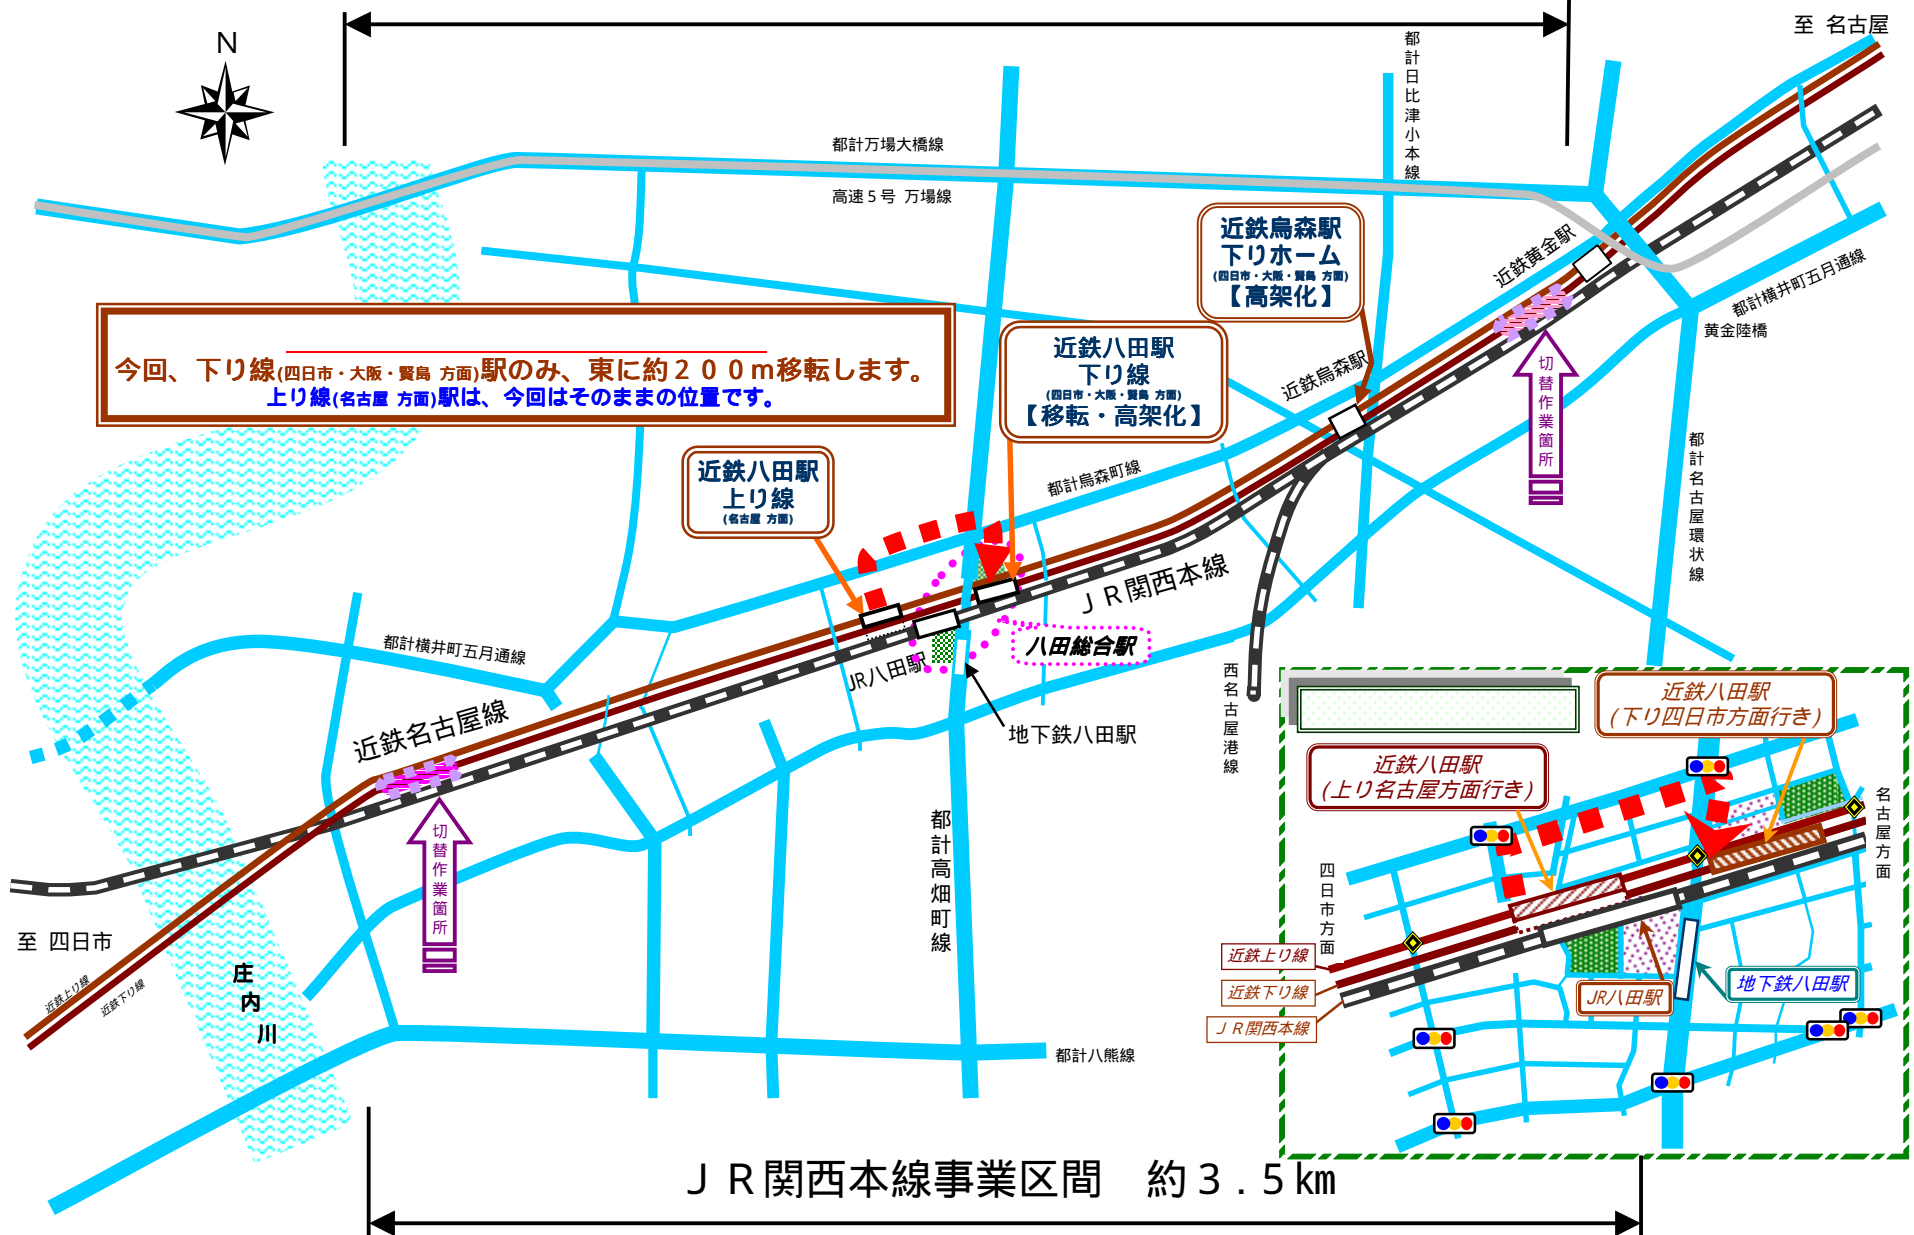 N
至 名古屋
都計日比津小本線
都計万場大橋線
高速５号 万場線
近鉄烏森駅
下りホーム
(四日市・大阪・賢島 方面)
【高架化】
近鉄黄金駅
都計横井町五月通線
黄金陸橋
今回、下り線(四日市・大阪・賢島 方面)駅のみ、東に約２００ｍ移転します。
上り線(名古屋 方面)駅は、今回はそのままの位置です。
近鉄八田駅
下り線
(四日市・大阪・賢島 方面)
【移転・高架化】
近鉄烏森駅
切替作業箇所
近鉄八田駅
上り線
(名古屋 方面)
都計烏森町線
都計名古屋環状線
ＪＲ関西本線
八田総合駅
都計横井町五月通線
JR八田駅
西名古屋港線
近鉄名古屋線
地下鉄八田駅
切替作業箇所
都計高畑町線
至 四日市
近鉄上り線
近鉄下り線
庄内川
都計八熊線
近鉄八田駅
(下り四日市方面行き)
近鉄八田駅
(上り名古屋方面行き)
名古屋方面
四日市方面
近鉄上り線
近鉄下り線
ＪＲ関西本線
JR八田駅
地下鉄八田駅
ＪＲ関西本線事業区間　約３．５㎞